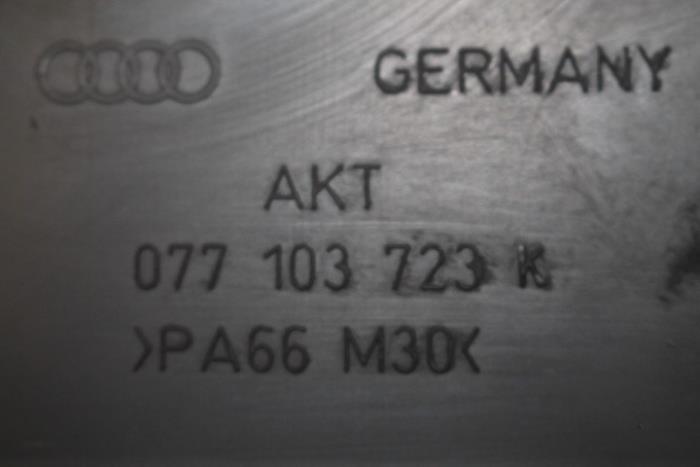 GERMANY
AKT
077 103 723 K
>PA66 M30<